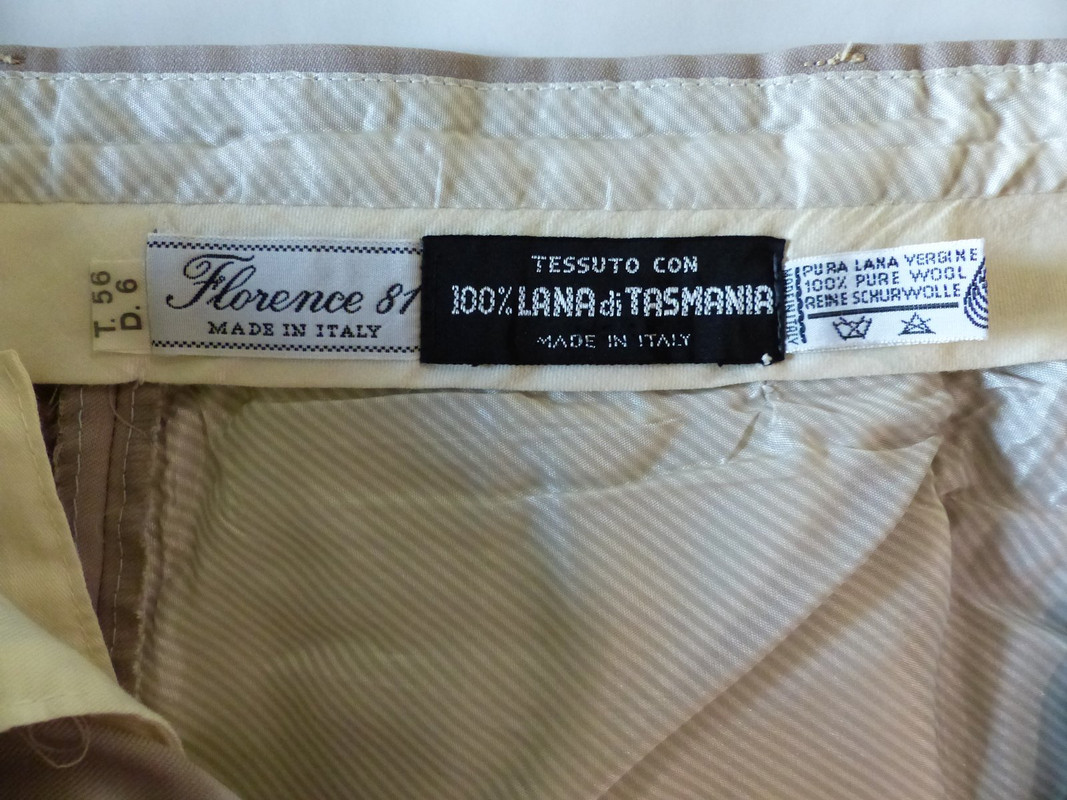 T. 56
D. 6
Florence 81
MADE IN ITALY
TESSUTO CON
100% LANA di TASMANIA
MADE IN ITALY
PURA LANA VERGINE
100% PURE WOOL
REINE SCHURWOLLE